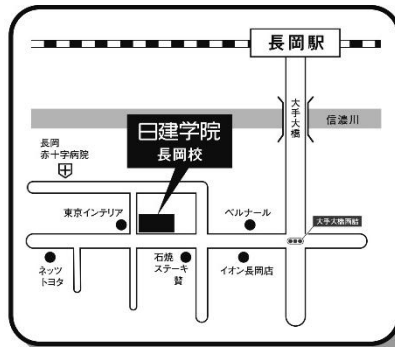 長岡駅
大手大橋
信濃川
日建学院
長岡校
長岡
赤十字病院
東京インテリア
ベルナール
大手大橋西詰
ネッツ
トヨタ
石焼
ステーキ
贅
イオン長岡店